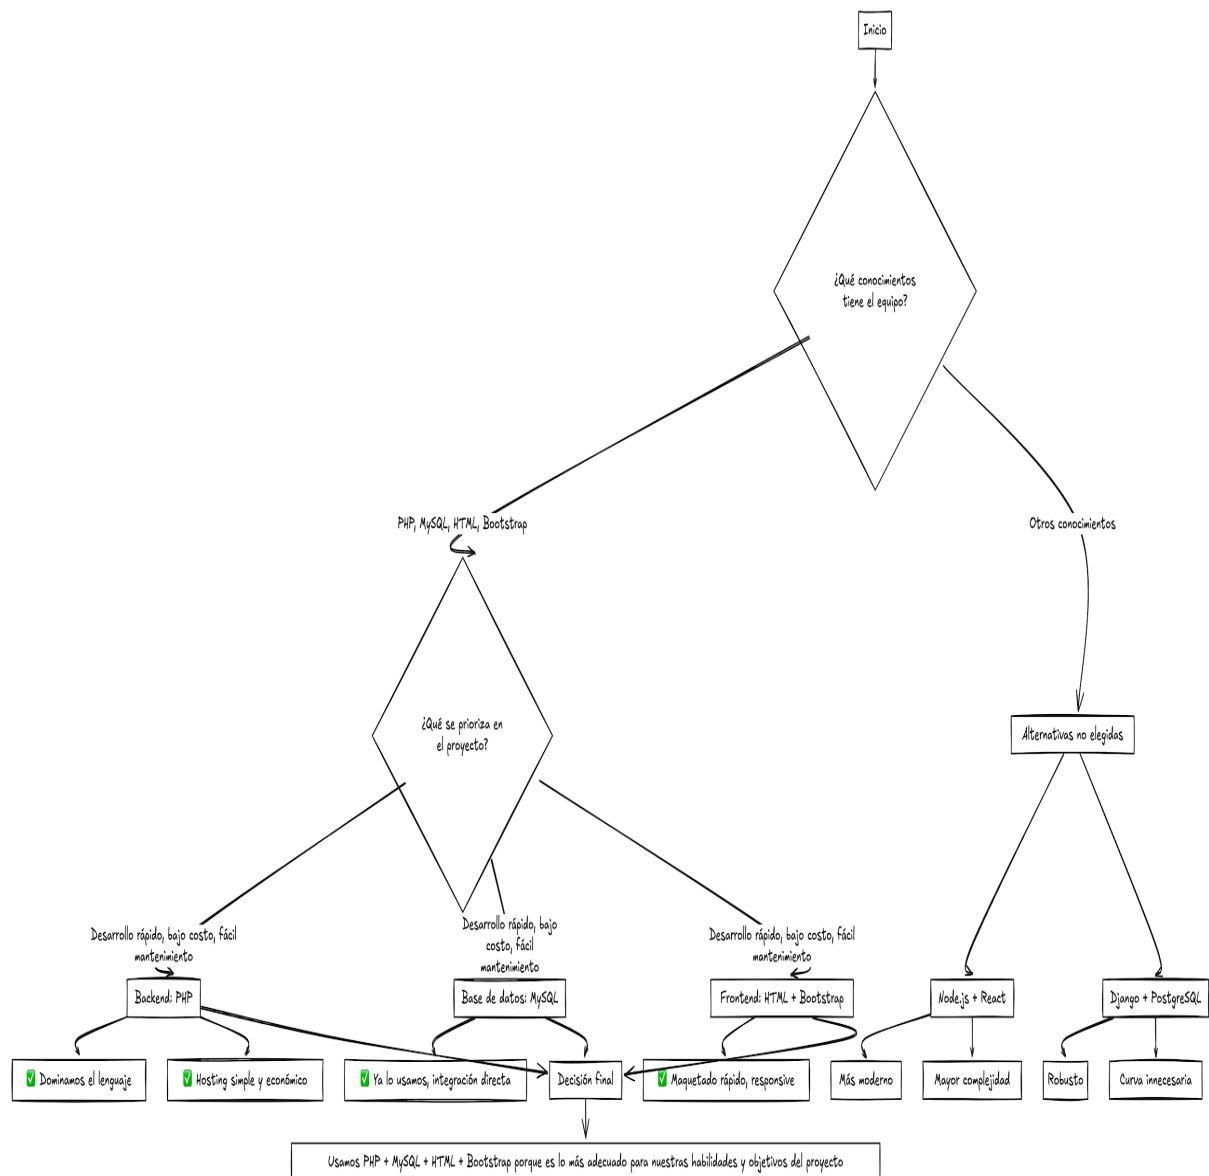 Inicio
¿Qué conocimientos
tiene el equipo?
PHP, MySQL, HTML, Bootstrap
Otros conocimientos
¿Qué se prioriza en
el proyecto?
Alternativas no elegidas
Desarrollo rápido, bajo costo, fácil
mantenimiento
Desarrollo rápido, bajo
costo, fácil
mantenimiento
Desarrollo rápido, bajo costo, fácil
mantenimiento
Backend: PHP
Base de datos: MySQL
Frontend: HTML + Bootstrap
Node.js + React
Django + PostgreSQL
✅ Dominamos el lenguaje
✅ Hosting simple y económico
✅ Ya lo usamos, integración directa
Decisión final
✅ Maquetado rápido, responsive
Más moderno
Mayor complejidad
Robusto
Curva innecesaria
Usamos PHP + MySQL + HTML + Bootstrap porque es lo más adecuado para nuestras habilidades y objetivos del proyecto